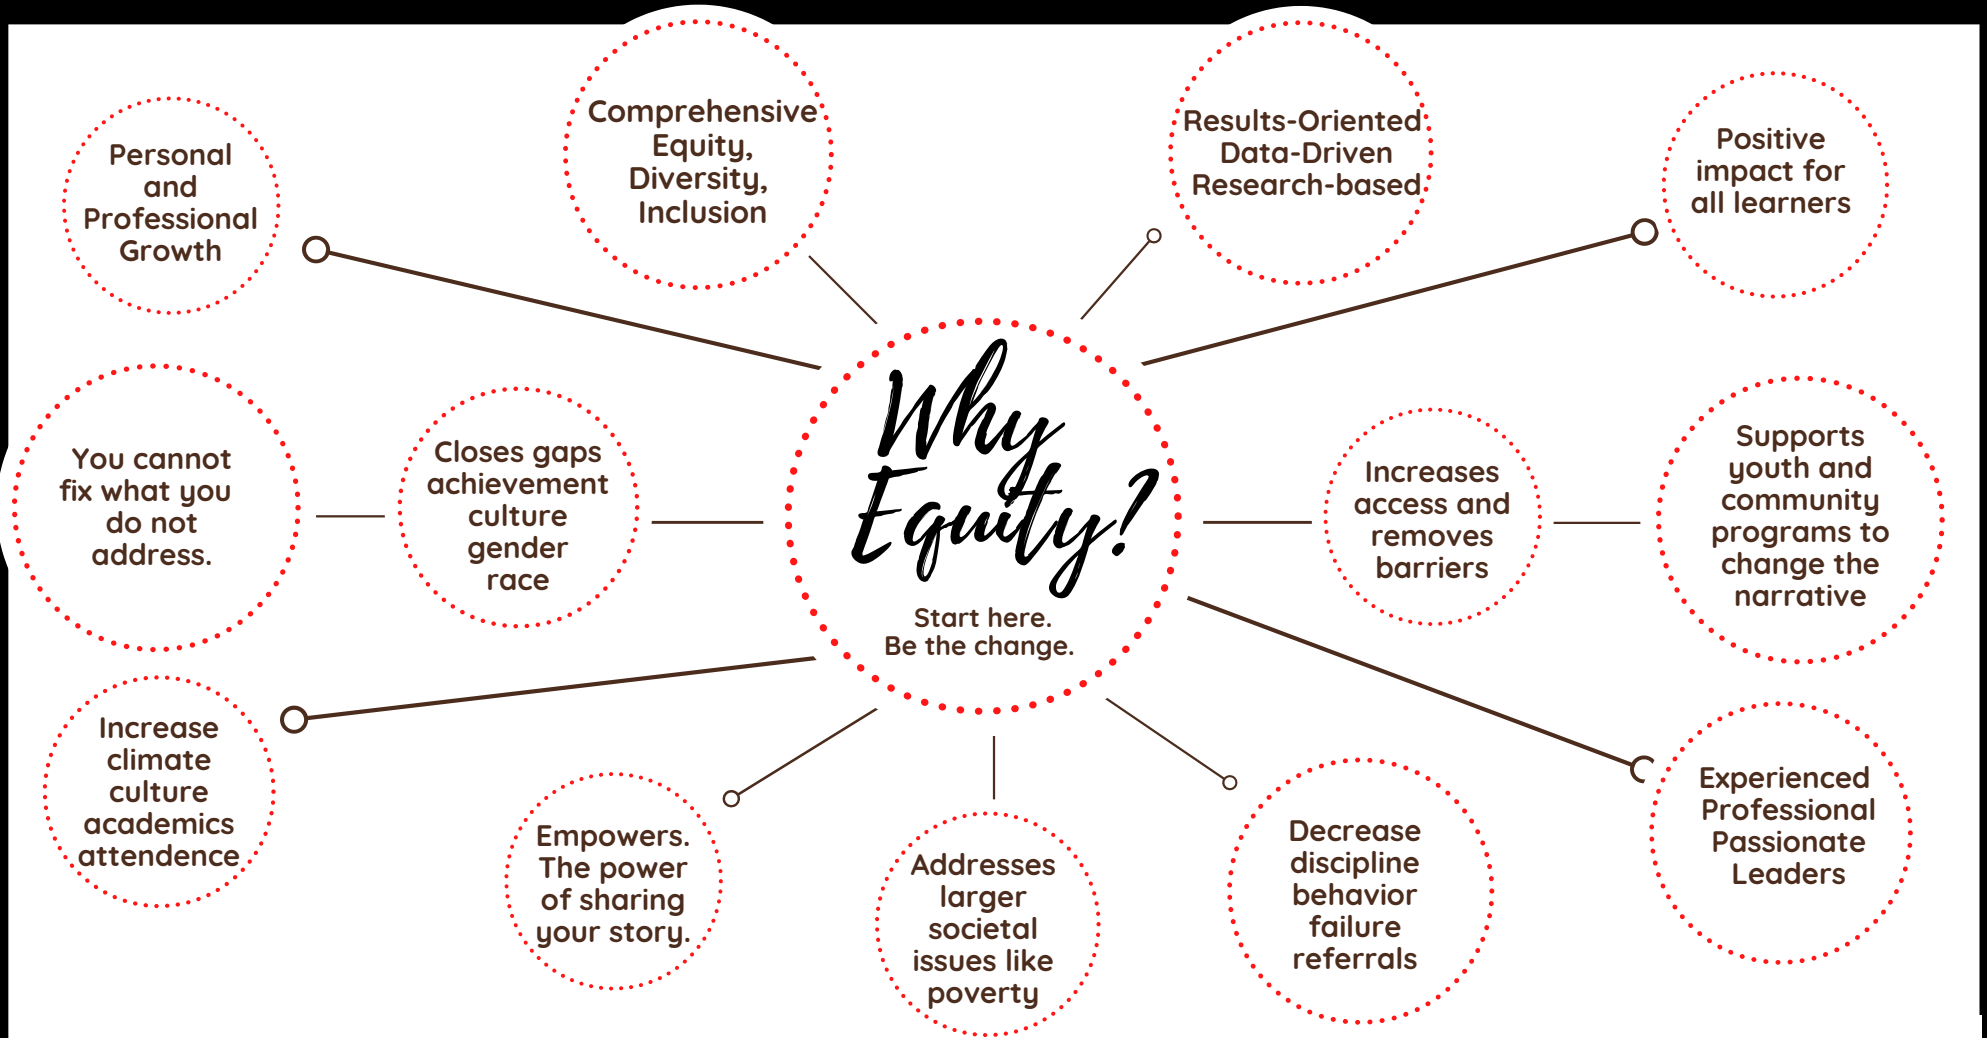 Comprehensive
Equity,
Diversity,
Inclusion
Results-Oriented
Data-Driven
Research-based
Personal
and
Professional
Growth
Positive
impact for
all learners
Why
Equity?
Start here.
Be the change.
You cannot
fix what you
do not
address.
Closes gaps
achievement
culture
gender
race
Increases
access and
removes
barriers
Supports
youth and
community
programs to
change the
narrative
Increase
climate
culture
academics
attendence
Empowers.
The power
of sharing
your story.
Addresses
larger
societal
issues like
poverty
Decrease
discipline
behavior
failure
referrals
Experienced
Professional
Passionate
Leaders